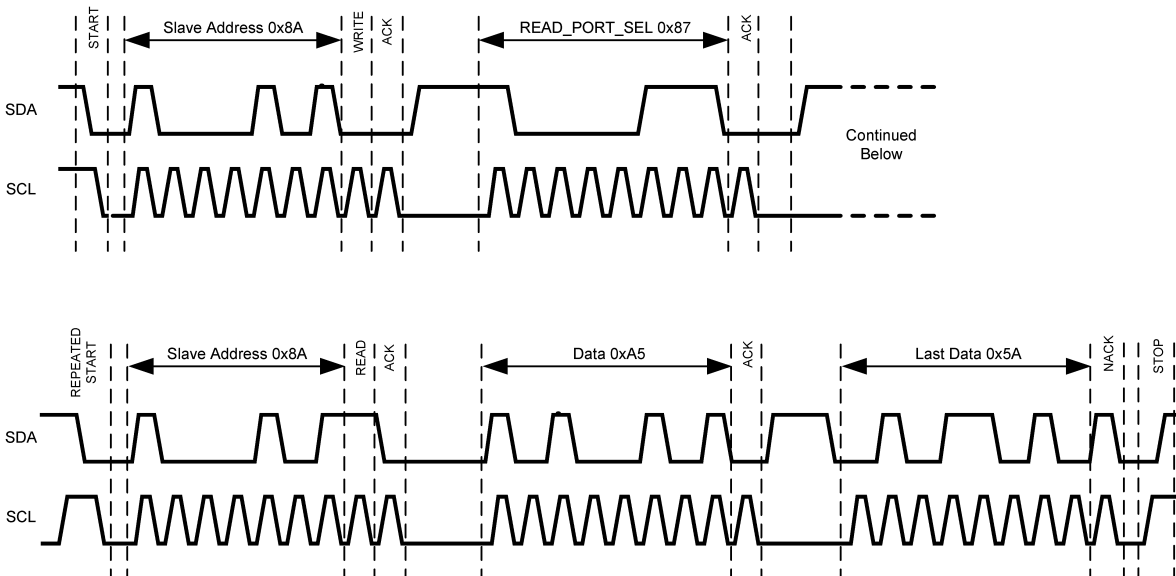 START
Slave Address 0x8A
WRITE
ACK
READ_PORT_SEL 0x87
ACK
SDA
SCL
Continued
Below
REPEATED
START
Slave Address 0x8A
READ
ACK
Data 0xA5
ACK
Last Data 0x5A
NACK
STOP
SDA
SCL